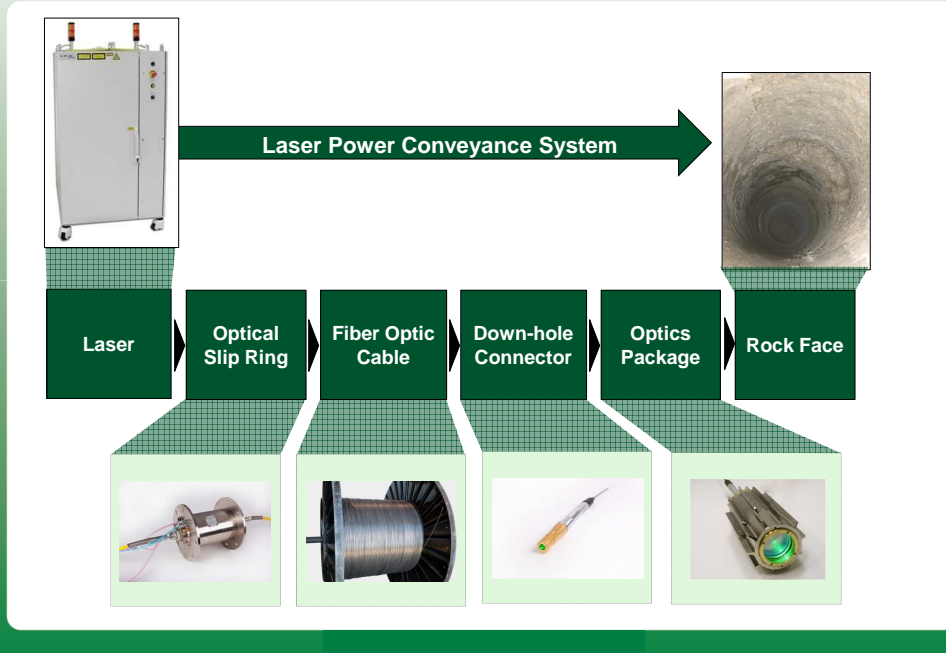 Laser Power Conveyance System
Laser
Optical
Slip Ring
Fiber Optic
Cable
Down-hole
Connector
Optics
Package
Rock Face